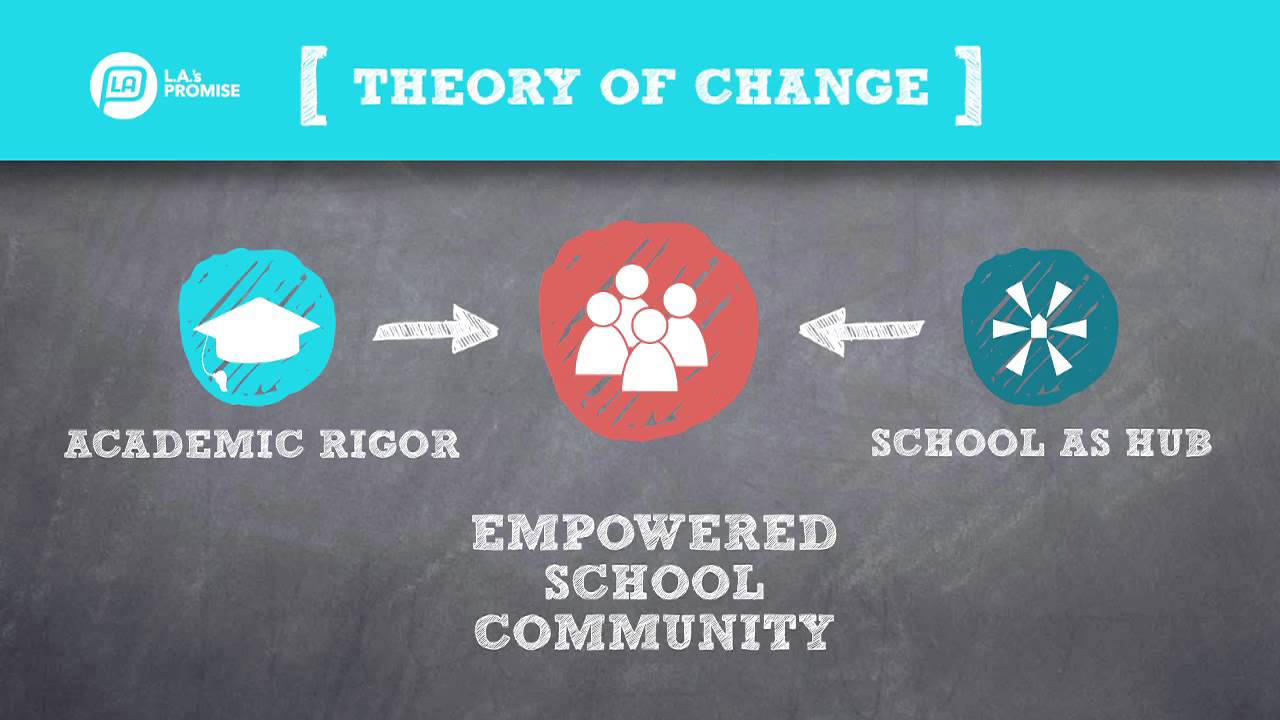 LA
L.A.'s
PROMISE
[ THEORY OF CHANGE ]
ACADEMIC RIGOR
SCHOOL AS HUB
EMPOWERED
SCHOOL
COMMUNITY